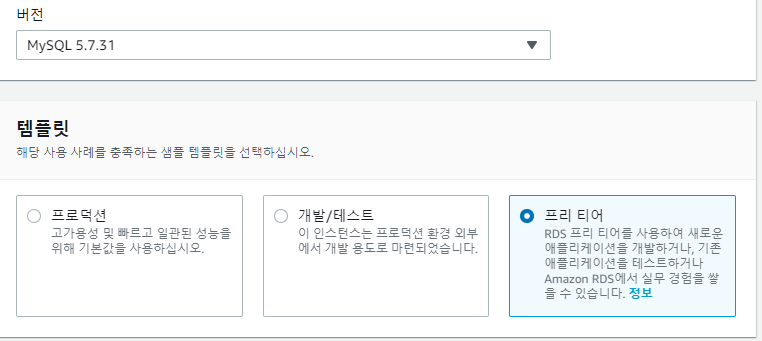 버전
MySQL 5.7.31
템플릿
해당 사용 사례를 충족하는 샘플 템플릿을 선택하십시오.
프로덕션
고가용성 및 빠르고 일관된 성능을
위해 기본값을 사용하십시오.
개발/테스트
이 인스턴스는 프로덕션 환경 외부
에서 개발 용도로 마련되었습니다.
프리 티어
RDS 프리 티어를 사용하여 새로운
애플리케이션을 개발하거나, 기존
애플리케이션을 테스트하거나
Amazon RDS에서 실무 경험을 쌓
을 수 있습니다. 정보